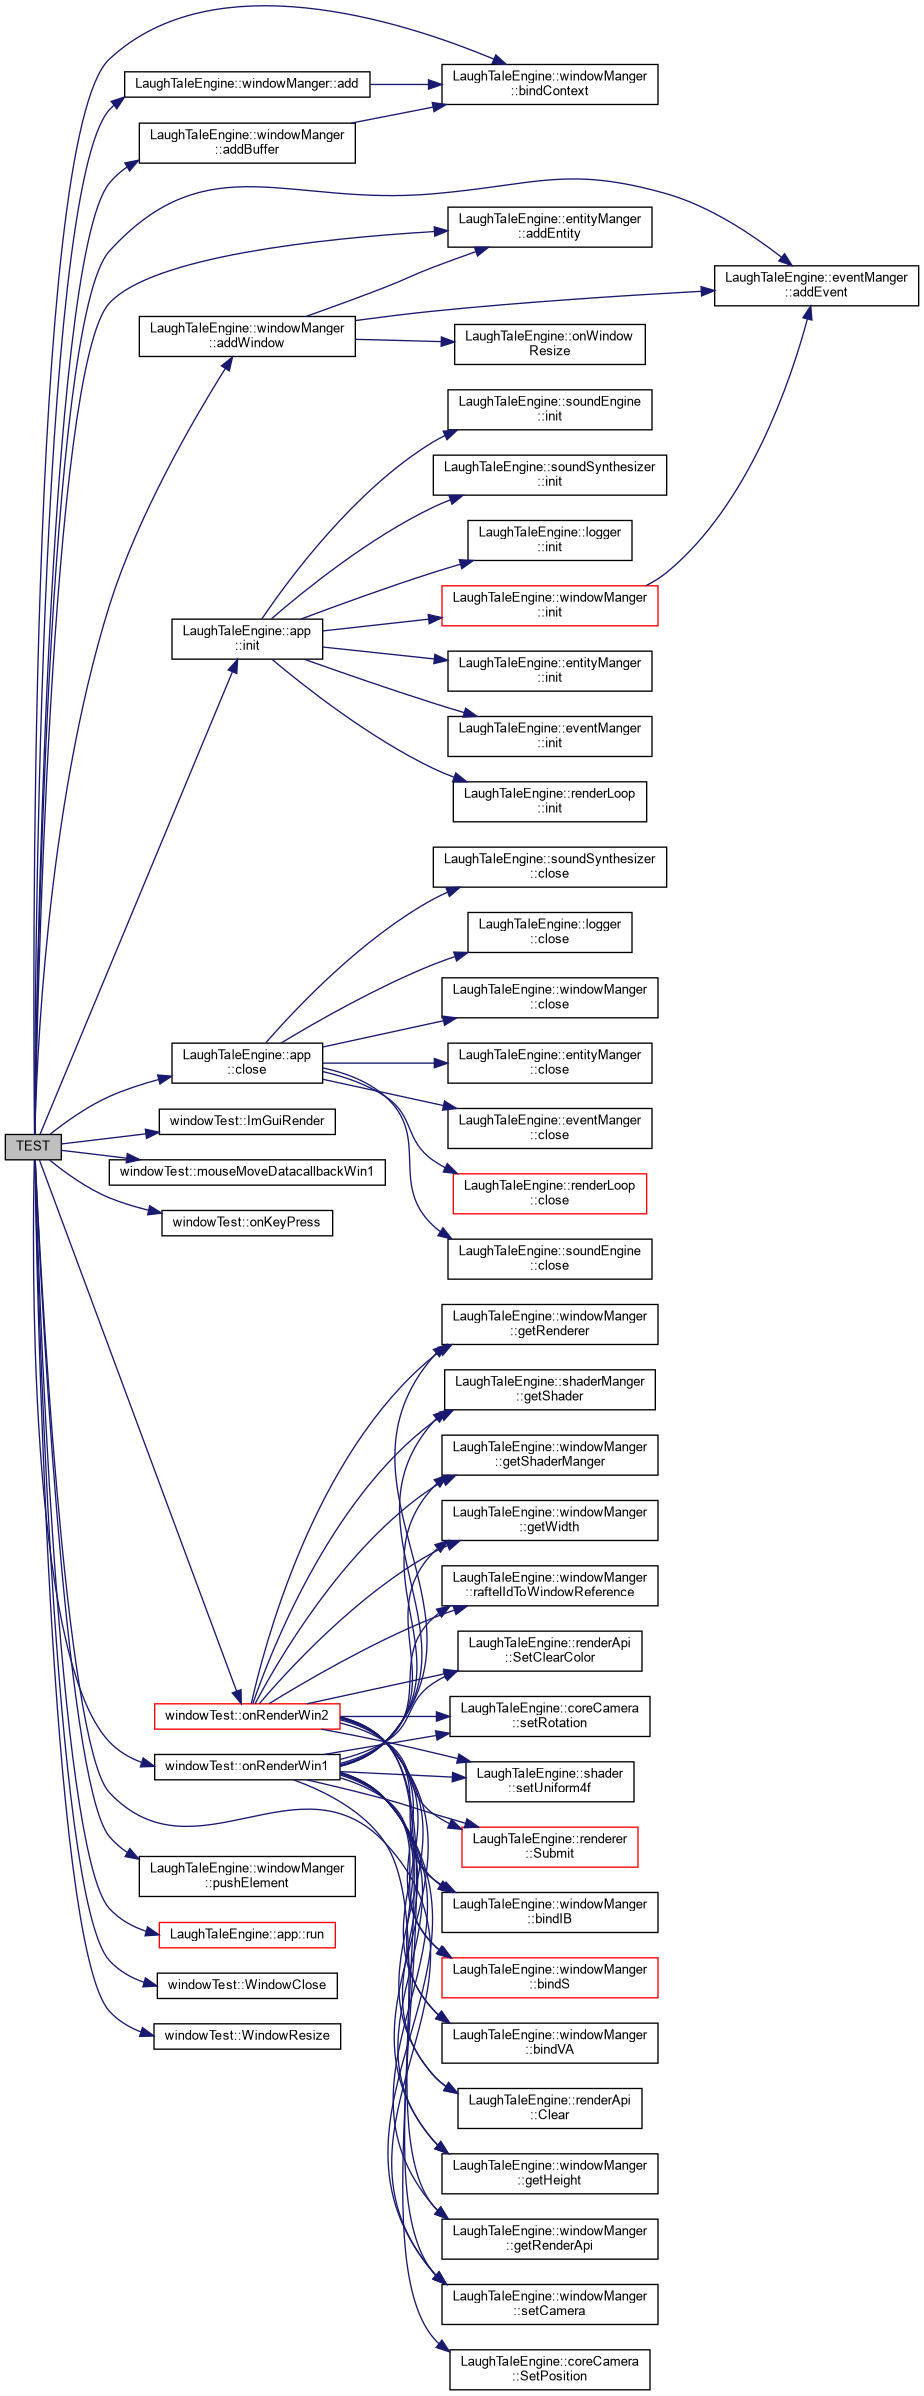 LaughTaleEngine::windowManger
::bindContext
LaughTaleEngine::windowManger::add
LaughTaleEngine::windowManger
::addBuffer
LaughTaleEngine::entityManger
::addEntity
LaughTaleEngine::eventManger
::addEvent
LaughTaleEngine::windowManger
::addWindow
LaughTaleEngine::onWindow
Resize
LaughTaleEngine::soundEngine
::init
LaughTaleEngine::soundSynthesizer
::init
LaughTaleEngine::logger
::init
LaughTaleEngine::windowManger
::init
LaughTaleEngine::app
::init
LaughTaleEngine::entityManger
::init
LaughTaleEngine::eventManger
::init
LaughTaleEngine::renderLoop
::init
LaughTaleEngine::soundSynthesizer
::close
LaughTaleEngine::logger
::close
LaughTaleEngine::windowManger
::close
LaughTaleEngine::app
::close
LaughTaleEngine::entityManger
::close
LaughTaleEngine::eventManger
::close
windowTest::ImGuiRender
TEST
windowTest::mouseMoveDatacallbackWin1
LaughTaleEngine::renderLoop
::close
windowTest::onKeyPress
LaughTaleEngine::soundEngine
::close
LaughTaleEngine::windowManger
::getRenderer
LaughTaleEngine::shaderManger
::getShader
LaughTaleEngine::windowManger
::getShaderManger
LaughTaleEngine::windowManger
::getWidth
LaughTaleEngine::windowManger
::raftelIdToWindowReference
LaughTaleEngine::renderApi
::SetClearColor
windowTest::onRenderWin2
LaughTaleEngine::coreCamera
::setRotation
windowTest::onRenderWin1
LaughTaleEngine::shader
::setUniform4f
LaughTaleEngine::renderer
::Submit
LaughTaleEngine::windowManger
::pushElement
LaughTaleEngine::windowManger
::bindIB
LaughTaleEngine::app::run
LaughTaleEngine::windowManger
::bindS
windowTest::WindowClose
windowTest::WindowResize
LaughTaleEngine::windowManger
::bindVA
LaughTaleEngine::renderApi
::Clear
LaughTaleEngine::windowManger
::getHeight
LaughTaleEngine::windowManger
::getRenderApi
LaughTaleEngine::windowManger
::setCamera
LaughTaleEngine::coreCamera
::SetPosition